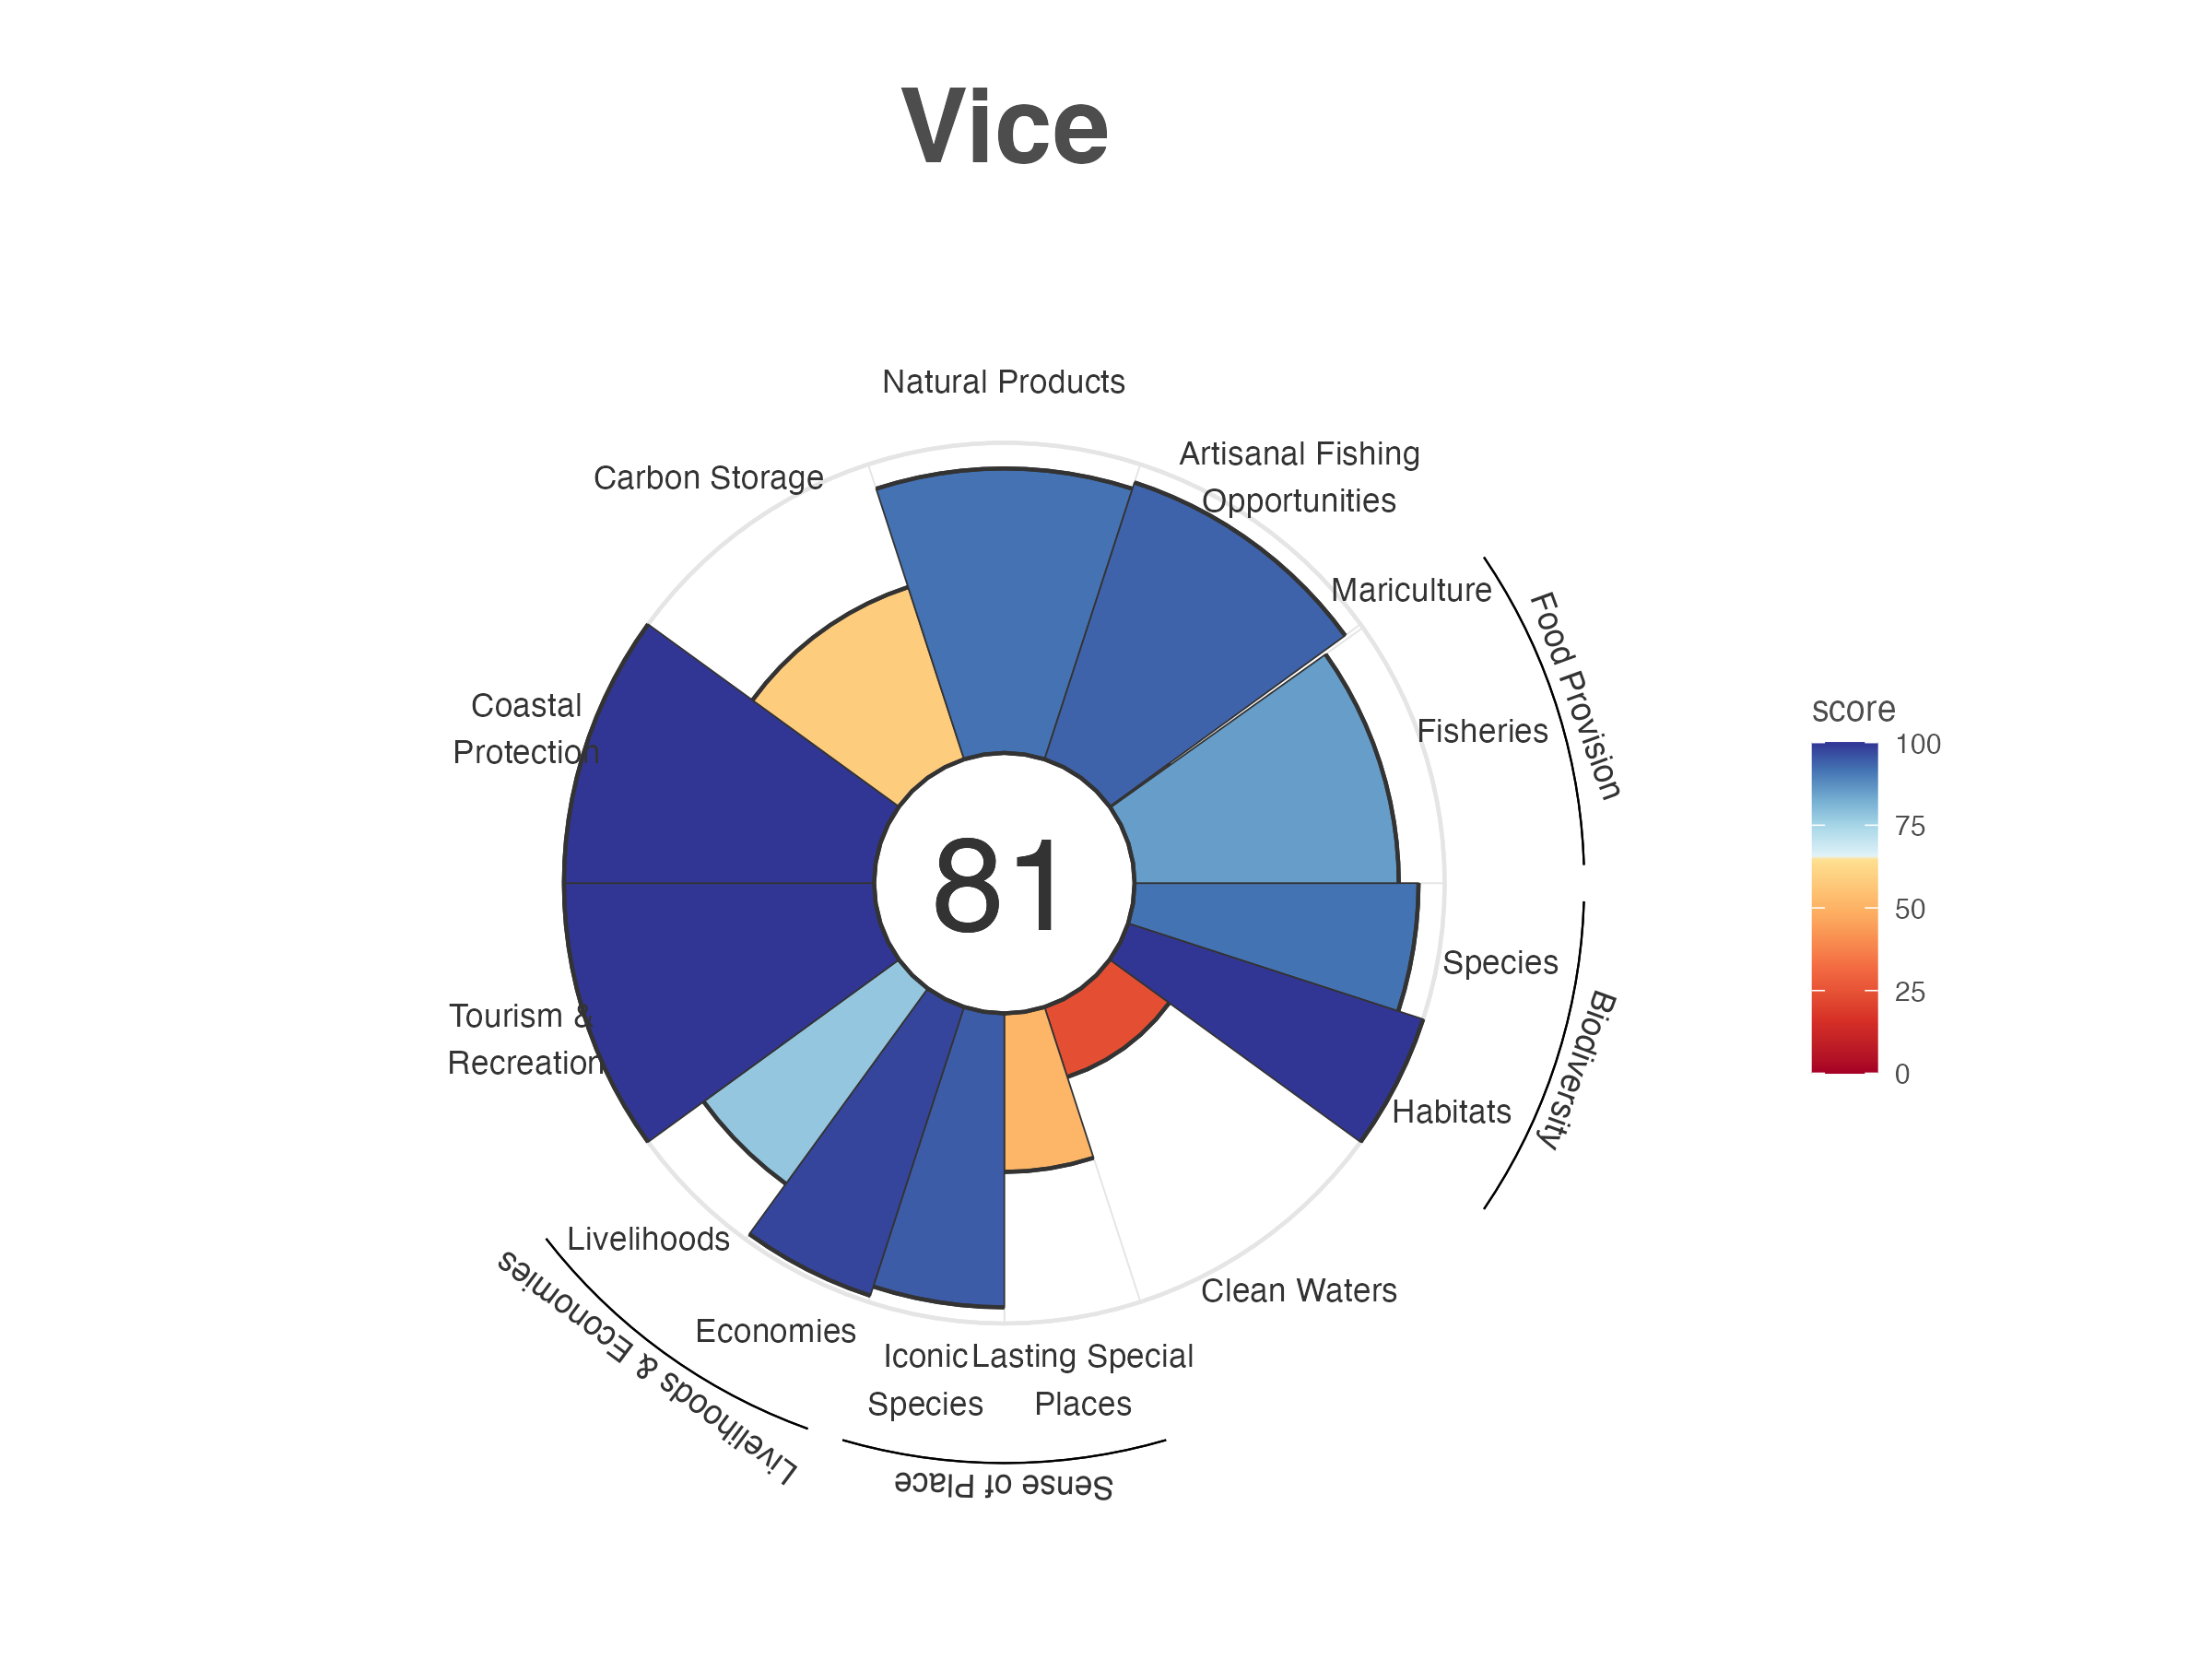 Vice
Natural Products
Artisanal Fishing
Opportunities
Carbon Storage
Mariculture
Food Provision
Fisheries
Coastal
Protection
score
100
75
50
25
0
81
Species
Biodiversity
Habitats
Tourism &
Recreation
Livelihoods
Livelihoods & Economies
Economies
Clean Waters
Iconic
Species
Lasting Special
Places
Sense of Place